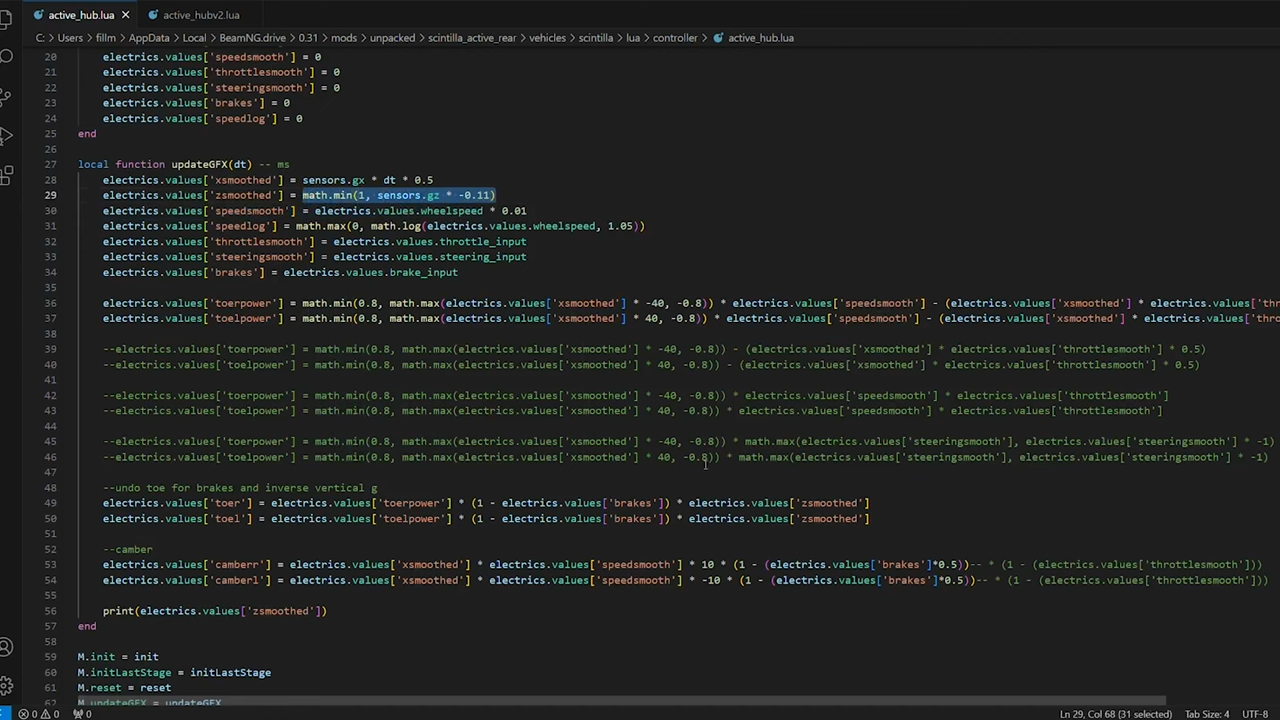 active_hub.lua × active_hubv2.lua
C: > Users > fillm > AppData > Local > BeamNG.drive > 0.31 > mods > unpacked > scintilla_active_rear > vehicles > scintilla > lua > controller > active_hub.lua
20 electrics.values['speedsmooth'] = 0
21 electrics.values['throttlesmooth'] = 0
22 electrics.values['steeringsmooth'] = 0
23 electrics.values['brakes'] = 0
24 electrics.values['speedlog'] = 0
25 end
26
27 local function updateGFX(dt) -- ms
28 electrics.values['xsmoothed'] = sensors.gx * dt * 0.5
29 electrics.values['zsmoothed'] = math.min(1, sensors.gz * -0.11)
30 electrics.values['speedsmooth'] = electrics.values.wheelspeed * 0.01
31 electrics.values['speedlog'] = math.max(0, math.log(electrics.values.wheelspeed, 1.05))
32 electrics.values['throttlesmooth'] = electrics.values.throttle_input
33 electrics.values['steeringsmooth'] = electrics.values.steering_input
34 electrics.values['brakes'] = electrics.values.brake_input
35
36 electrics.values['toerpower'] = math.min(0.8, math.max(electrics.values['xsmoothed'] * -40, -0.8)) * electrics.values['speedsmooth'] - (electrics.values['xsmoothed'] * electrics.values['thr
37 electrics.values['toelpower'] = math.min(0.8, math.max(electrics.values['xsmoothed'] * 40, -0.8)) * electrics.values['speedsmooth'] - (electrics.values['xsmoothed'] * electrics.values['thro
38
39 --electrics.values['toerpower'] = math.min(0.8, math.max(electrics.values['xsmoothed'] * -40, -0.8)) - (electrics.values['xsmoothed'] * electrics.values['throttlesmooth'] * 0.5)
40 --electrics.values['toelpower'] = math.min(0.8, math.max(electrics.values['xsmoothed'] * 40, -0.8)) - (electrics.values['xsmoothed'] * electrics.values['throttlesmooth'] * 0.5)
41
42 --electrics.values['toerpower'] = math.min(0.8, math.max(electrics.values['xsmoothed'] * -40, -0.8)) * electrics.values['speedsmooth'] * electrics.values['throttlesmooth']
43 --electrics.values['toelpower'] = math.min(0.8, math.max(electrics.values['xsmoothed'] * 40, -0.8)) * electrics.values['speedsmooth'] * electrics.values['throttlesmooth']
44
45 --electrics.values['toerpower'] = math.min(0.8, math.max(electrics.values['xsmoothed'] * -40, -0.8)) * math.max(electrics.values['steeringsmooth'], electrics.values['steeringsmooth'] * -1)
46 --electrics.values['toelpower'] = math.min(0.8, math.max(electrics.values['xsmoothed'] * 40, -0.8)) * math.max(electrics.values['steeringsmooth'], electrics.values['steeringsmooth'] * -1)
47
48 --undo toe for brakes and inverse vertical g
49 electrics.values['toer'] = electrics.values['toerpower'] * (1 - electrics.values['brakes']) * electrics.values['zsmoothed']
50 electrics.values['toel'] = electrics.values['toelpower'] * (1 - electrics.values['brakes']) * electrics.values['zsmoothed']
51
52 --camber
53 electrics.values['camberr'] = electrics.values['xsmoothed'] * electrics.values['speedsmooth'] * 10 * (1 - (electrics.values['brakes']*0.5))-- * (1 - (electrics.values['throttlesmooth']))
54 electrics.values['camberl'] = electrics.values['xsmoothed'] * electrics.values['speedsmooth'] * -10 * (1 - (electrics.values['brakes']*0.5))-- * (1 - (electrics.values['throttlesmooth']))
55
56 print(electrics.values['zsmoothed'])
57 end
58
59 M.init = init
60 M.initLastStage = initLastStage
61 M.reset = reset
62 M.updateGFX = updateGFX
0 0 0 Ln 29, Col 68 (31 selected) Tab Size: 4 UTF-8